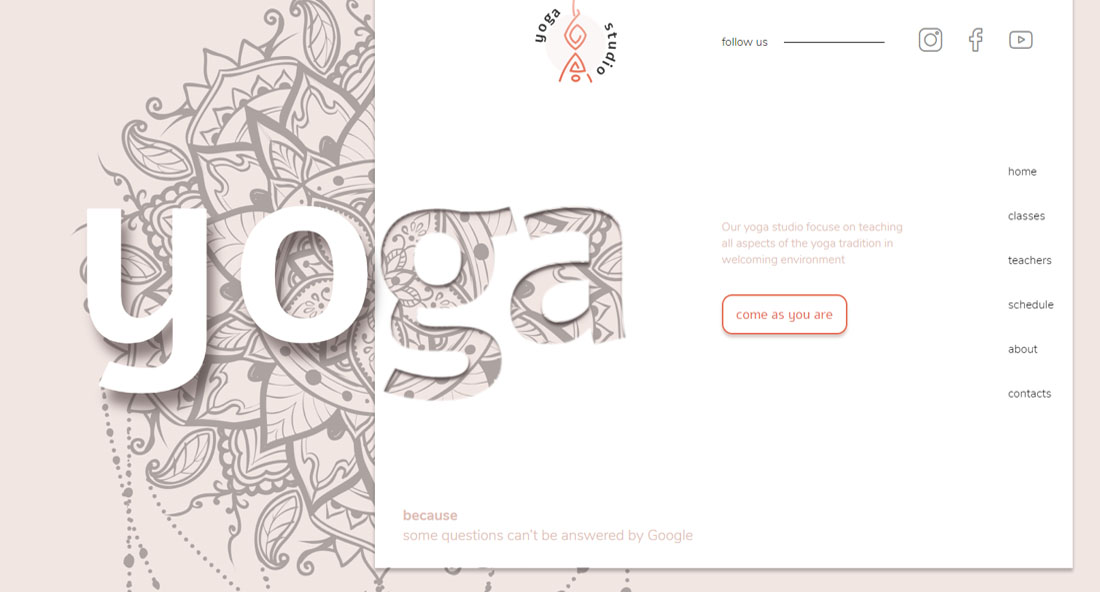 yoga studio
follow us
home
classes
teachers
schedule
about
contacts
yoga
Our yoga studio focus on teaching
all aspects of the yoga tradition in
welcoming environment
come as you are
because
some questions can't be answered by Google